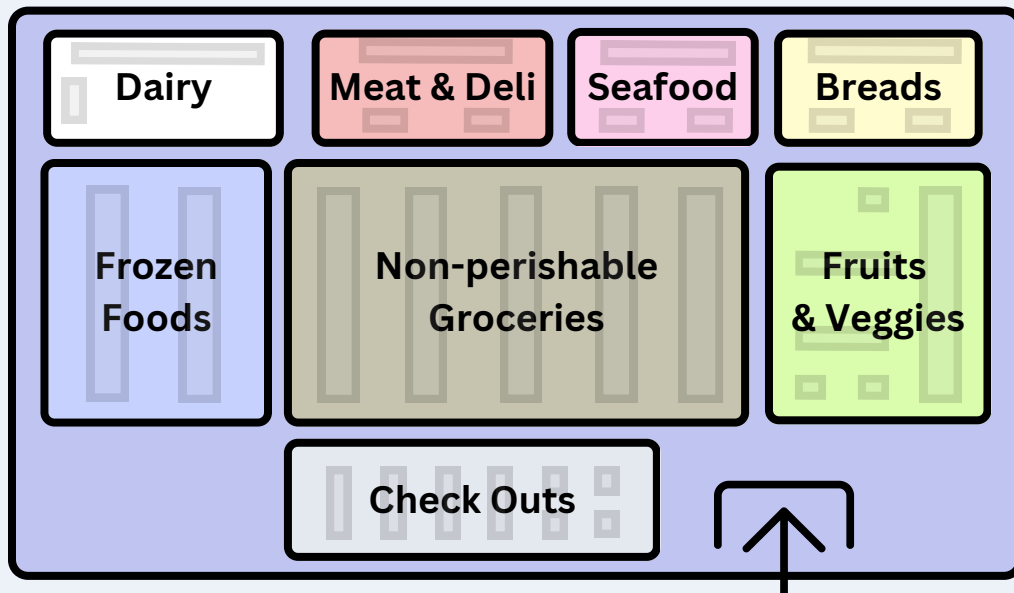 Dairy
Meat & Deli
Seafood
Breads
Frozen
Foods
Non-perishable
Groceries
Fruits
& Veggies
Check Outs